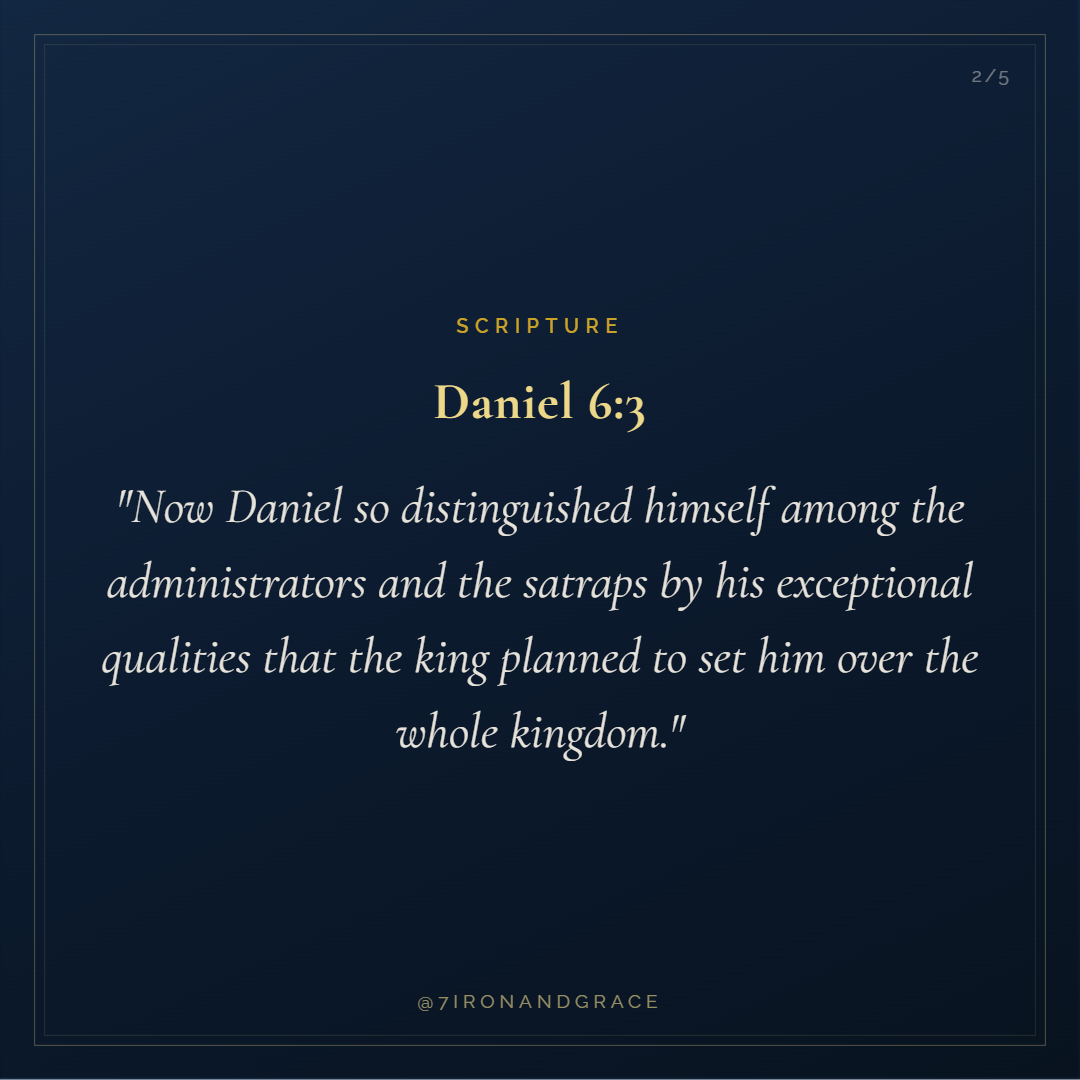 2/5
SCRIPTURE
Daniel 6:3
"Now Daniel so distinguished himself among the
administrators and the satraps by his exceptional
qualities that the king planned to set him over the
whole kingdom."
@7IRONANDGRACE